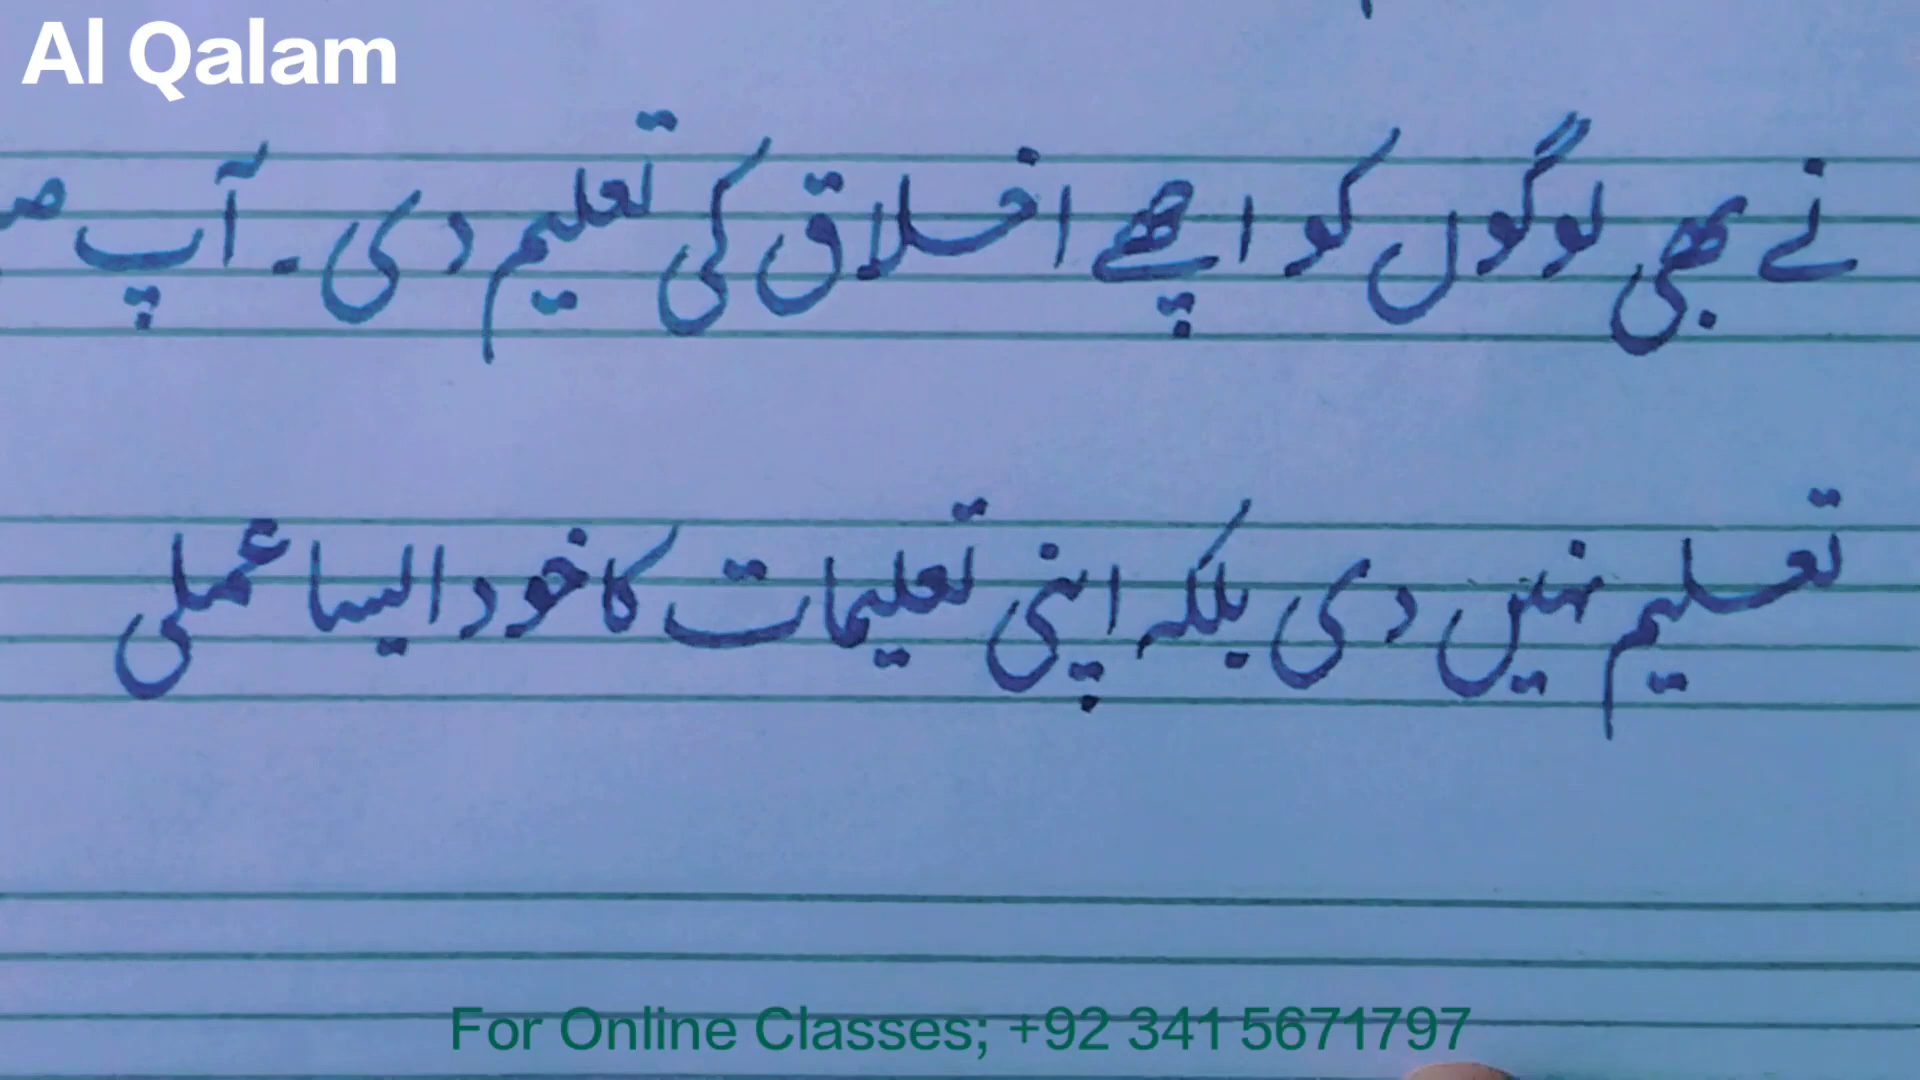 Al Qalam
نے بھی لوگوں کو اچھے اخلاق کی تعلیم دی ۔ آپ
تعلیم نہیں دی بلکہ اپنی تعلیمات کا خود ایسا عملی
For Online Classes; +92 341 5671797